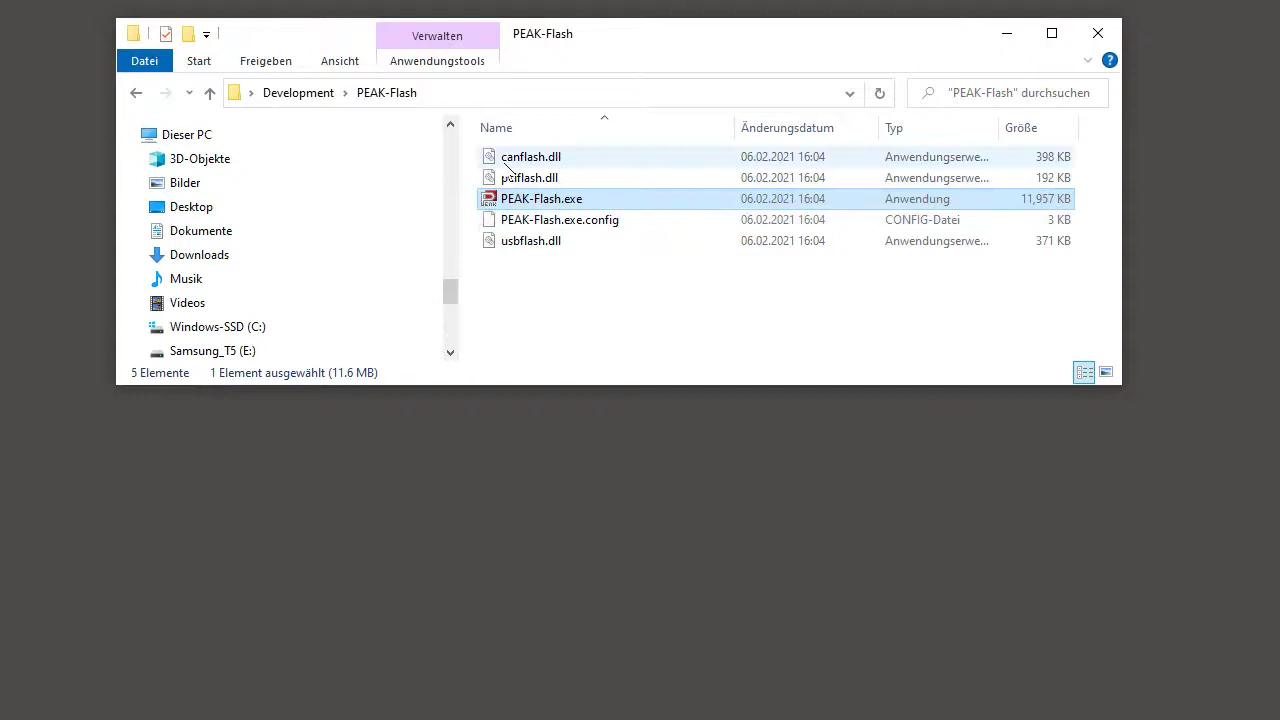 Verwalten PEAK-Flash
Datei Start Freigeben Ansicht Anwendungstools
Development PEAK-Flash "PEAK-Flash" durchsuchen
Name Änderungsdatum Typ Größe
Dieser PC
3D-Objekte
Bilder
Desktop
Dokumente
Downloads
Musik
Videos
Windows-SSD (C:)
Samsung_T5 (E:)
canflash.dll 06.02.2021 16:04 Anwendungserwe... 398 KB
06.02.2021 16:04 Anwendungserwe... 192 KB
PEAK-Flash.exe 06.02.2021 16:04 Anwendung 11,957 KB
PEAK-Flash.exe.config 06.02.2021 16:04 CONFIG-Datei 3 KB
usbflash.dll 06.02.2021 16:04 Anwendungserwe... 371 KB
5 Elemente 1 Element ausgewählt (11.6 MB)